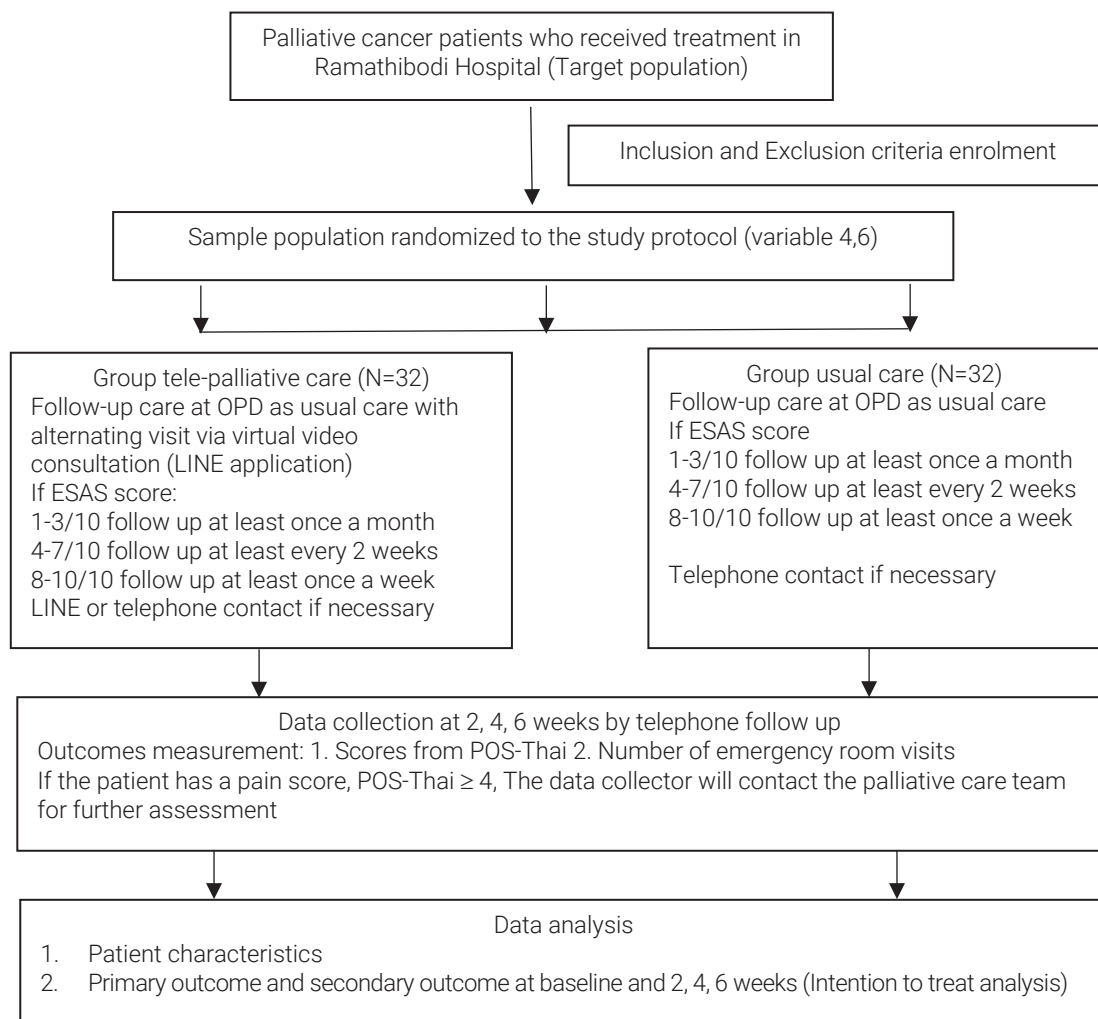 Palliative cancer patients who received treatment in
Ramathibodi Hospital (Target population)
Inclusion and Exclusion criteria enrolment
Sample population randomized to the study protocol (variable 4,6)
Group tele-palliative care (N=32)
Follow-up care at OPD as usual care with
alternating visit via virtual video
consultation (LINE application)
If ESAS score:
1-3/10 follow up at least once a month
4-7/10 follow up at least every 2 weeks
8-10/10 follow up at least once a week
LINE or telephone contact if necessary
Group usual care (N=32)
Follow-up care at OPD as usual care
If ESAS score
1-3/10 follow up at least once a month
4-7/10 follow up at least every 2 weeks
8-10/10 follow up at least once a week
Telephone contact if necessary
Data collection at 2, 4, 6 weeks by telephone follow up
Outcomes measurement: 1. Scores from POS-Thai 2. Number of emergency room visits
If the patient has a pain score, POS-Thai ≥ 4, The data collector will contact the palliative care team
for further assessment
Data analysis
1. Patient characteristics
2. Primary outcome and secondary outcome at baseline and 2, 4, 6 weeks (Intention to treat analysis)